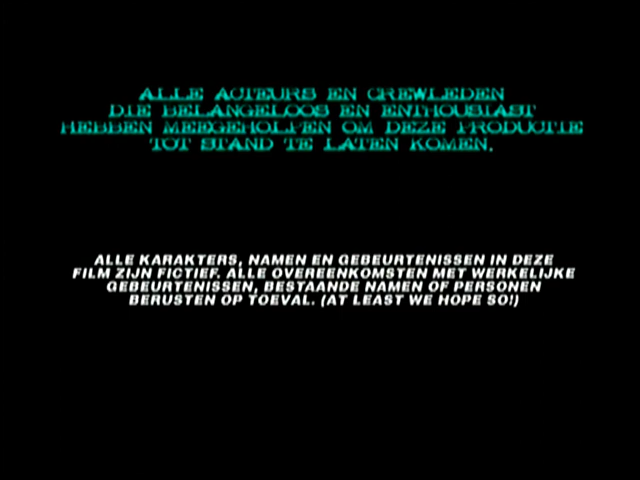 ALLE ACTEURS EN CREWLEDEN
DIE BELANGELOOS EN ENTHOUSIAST
HEBBEN MEEGEHOLPEN OM DEZE PRODUCTIE
TOT STAND TE LATEN KOMEN.
ALLE KARAKTERS, NAMEN EN GEBEURTENISSEN IN DEZE
FILM ZIJN FICTIEF. ALLE OVEREENKOMSTEN MET WERKELIJKE
GEBEURTENISSEN, BESTAANDE NAMEN OF PERSONEN
BERUSTEN OP TOEVAL. (AT LEAST WE HOPE SO!)